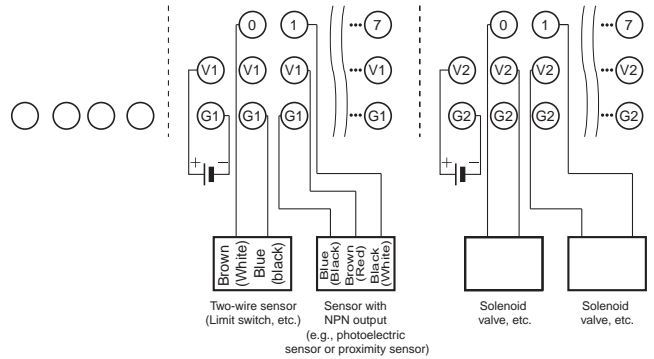 0 1 ··· 7 0 1 ··· 7
V1 V1 V1 ··· V1 V2 V2 V2 ··· V2
G1 G1 G1 ··· G1 G2 G2 G2 ··· G2
+ − + −
Brown
(White)
Blue
(black)
Blue
(Black)
Brown
(Red)
Black
(White)
Two-wire sensor
(Limit switch, etc.)
Sensor with
NPN output
(e.g., photoelectric
sensor or proximity sensor)
Solenoid
valve, etc.
Solenoid
valve, etc.